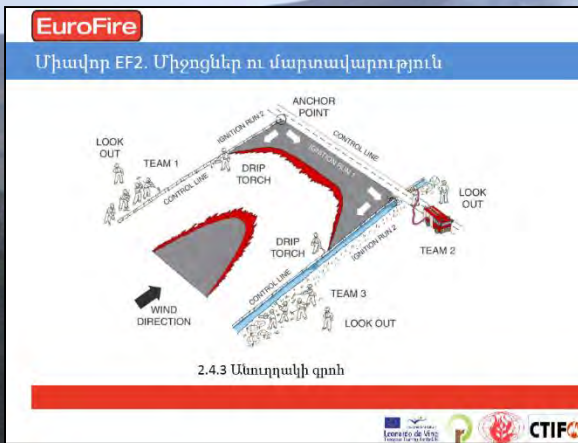 EuroFire
Միավոր EF2. Միջոցներ ու մարտավարություն
ANCHOR
POINT
IGNITION RUN 2
CONTROL LINE
LOOK
OUT
TEAM 1
CONTROL LINE
DRIP
TORCH
IGNITION RUN 1
LOOK
OUT
DRIP
TORCH
IGNITION RUN 2
TEAM 2
CONTROL LINE
TEAM 3
WIND
DIRECTION
LOOK OUT
2.4.3 Անուղղակի գրոհ
Leonardo da Vinci
CTIF